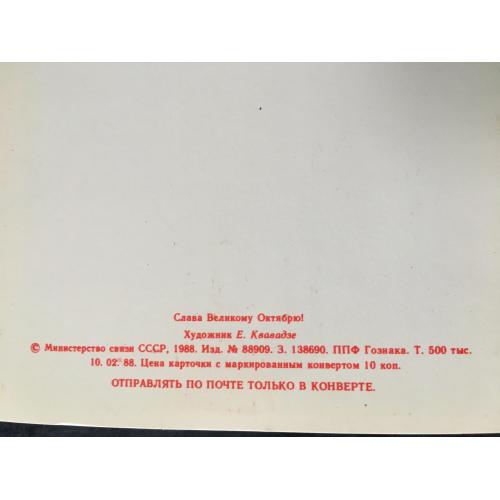 Слава Великому Октябрю!
Художник Е. Квавадзе
© Министерство связи СССР, 1988. Изд. № 88909. З. 138690. ППФ Гознака. Т. 500 тыс.
10. 02. 88. Цена карточки с маркированным конвертом 10 коп.
ОТПРАВЛЯТЬ ПО ПОЧТЕ ТОЛЬКО В КОНВЕРТЕ.